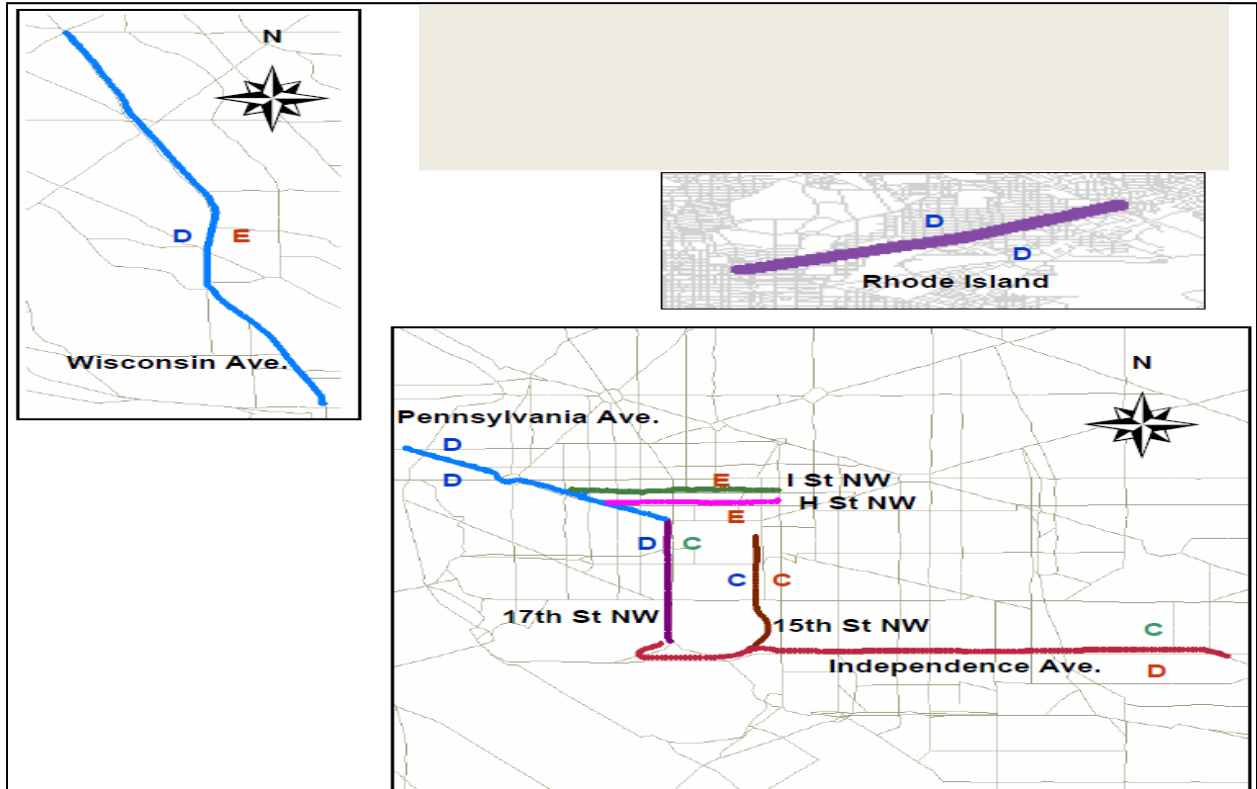 N
D E
Wisconsin Ave.
D
D
Rhode Island
N
Pennsylvania Ave.
D
D
E I St NW
H St NW
E
D C
C C
17th St NW 15th St NW
C
Independence Ave.
D